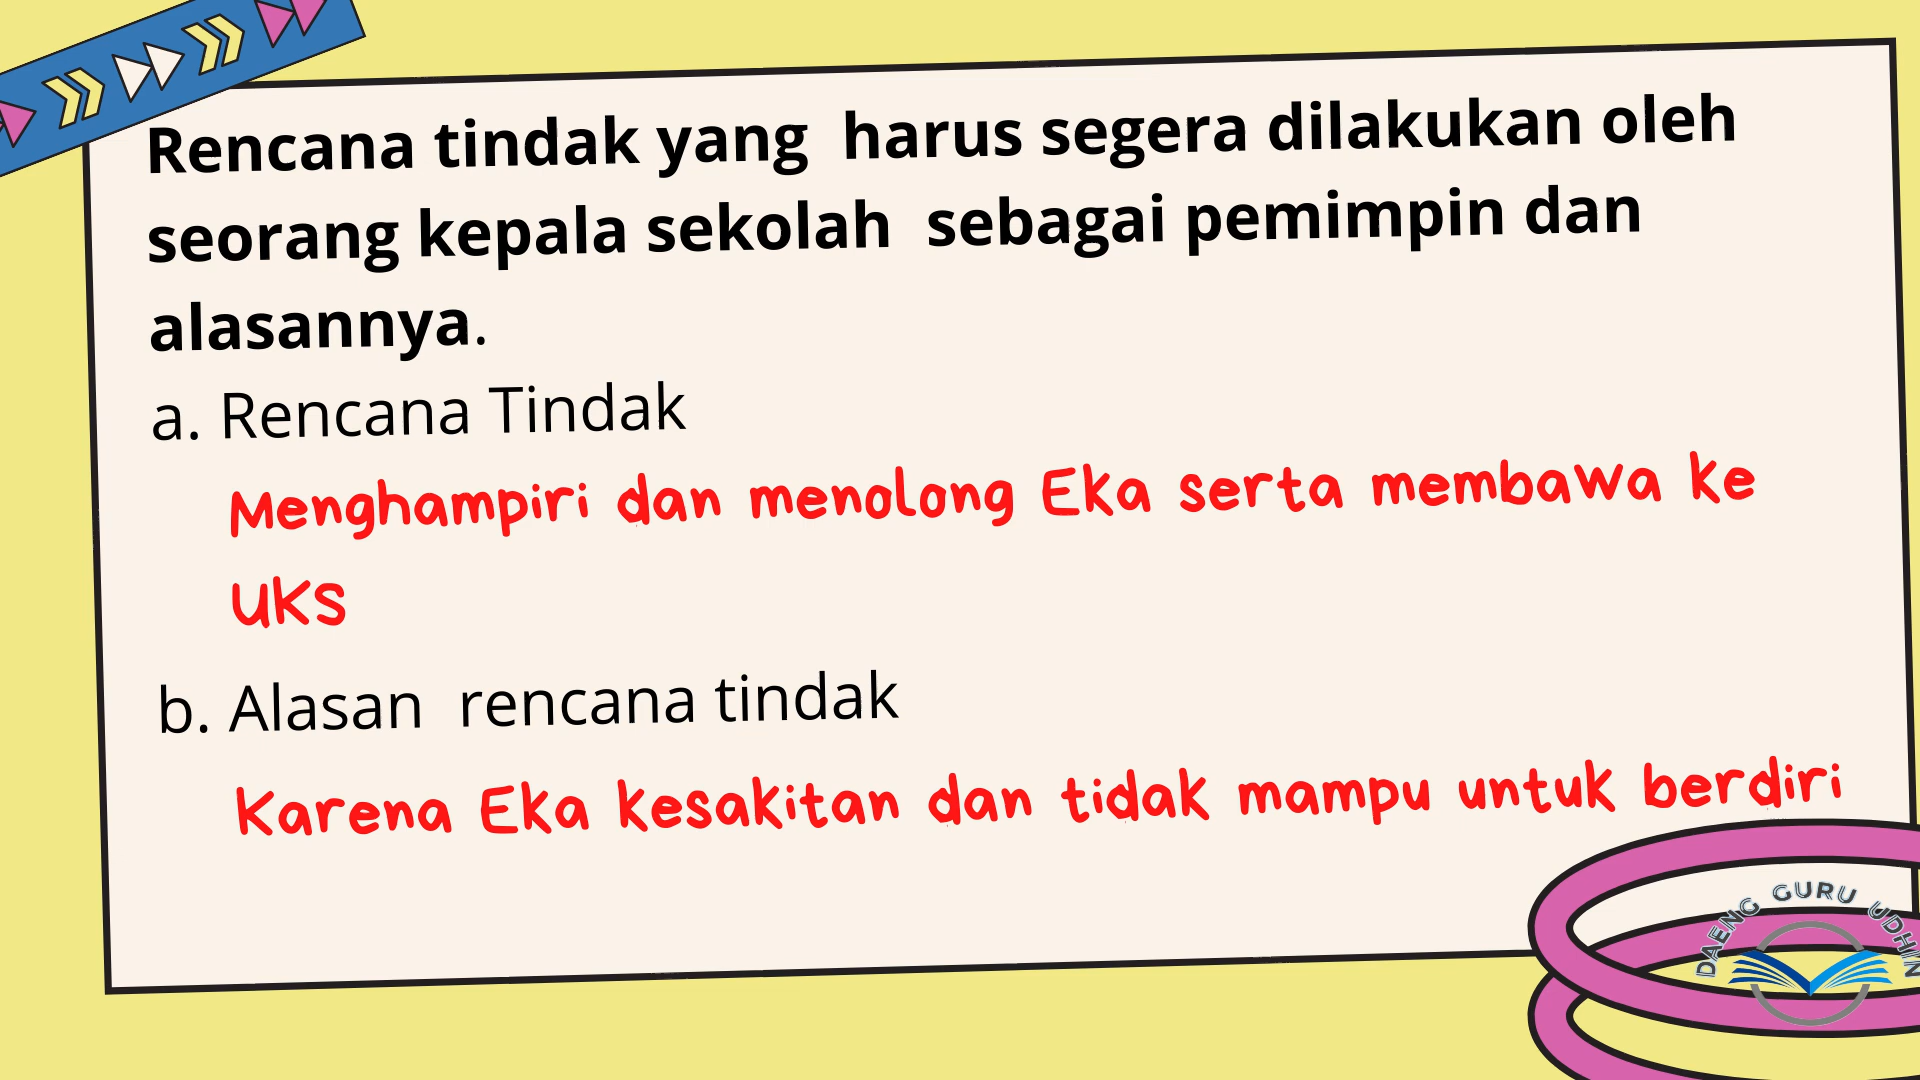 Rencana tindak yang harus segera dilakukan oleh
seorang kepala sekolah sebagai pemimpin dan
alasannya.
a. Rencana Tindak
Menghampiri dan menolong Eka serta membawa ke
UKS
b. Alasan rencana tindak
Karena Eka kesakitan dan tidak mampu untuk berdiri
DAENG GURU UDHIN